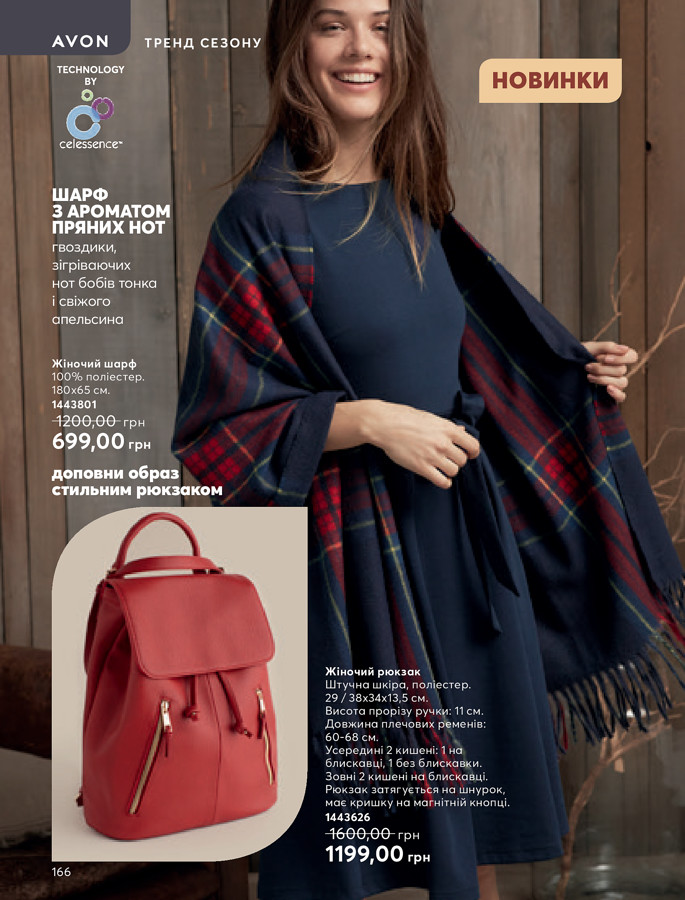 AVON
ТРЕНД СЕЗОНУ
TECHNOLOGY
BY
celessence™
НОВИНКИ
ШАРФ
З АРОМАТОМ
ПРЯНИХ НОТ
гвоздики,
зігріваючих
нот бобів тонка
і свіжого
апельсина
Жіночий шарф
100% поліестер.
180х65 см.
1443801
1200,00 грн
699,00 грн
доповни образ
стильним рюкзаком
Жіночий рюкзак
Штучна шкіра, поліестер.
29 / 38х34х13,5 см.
Висота прорізу ручки: 11 см.
Довжина плечових ременів:
60-68 см.
Усередині 2 кишені: 1 на
блискавці, 1 без блискавки.
Зовні 2 кишені на блискавці.
Рюкзак затягується на шнурок,
має кришку на магнітній кнопці.
1443626
1600,00 грн
1199,00 грн
166